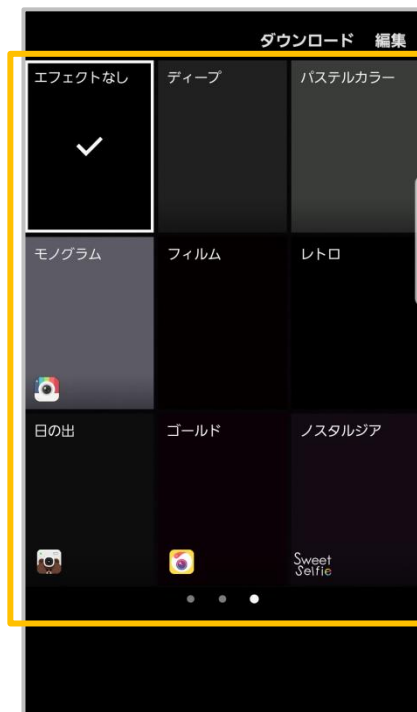 ダウンロード 編集
エフェクトなし ディープ パステルカラー
モノグラム フィルム レトロ
日の出 ゴールド ノスタルジア
Sweet
Selfie